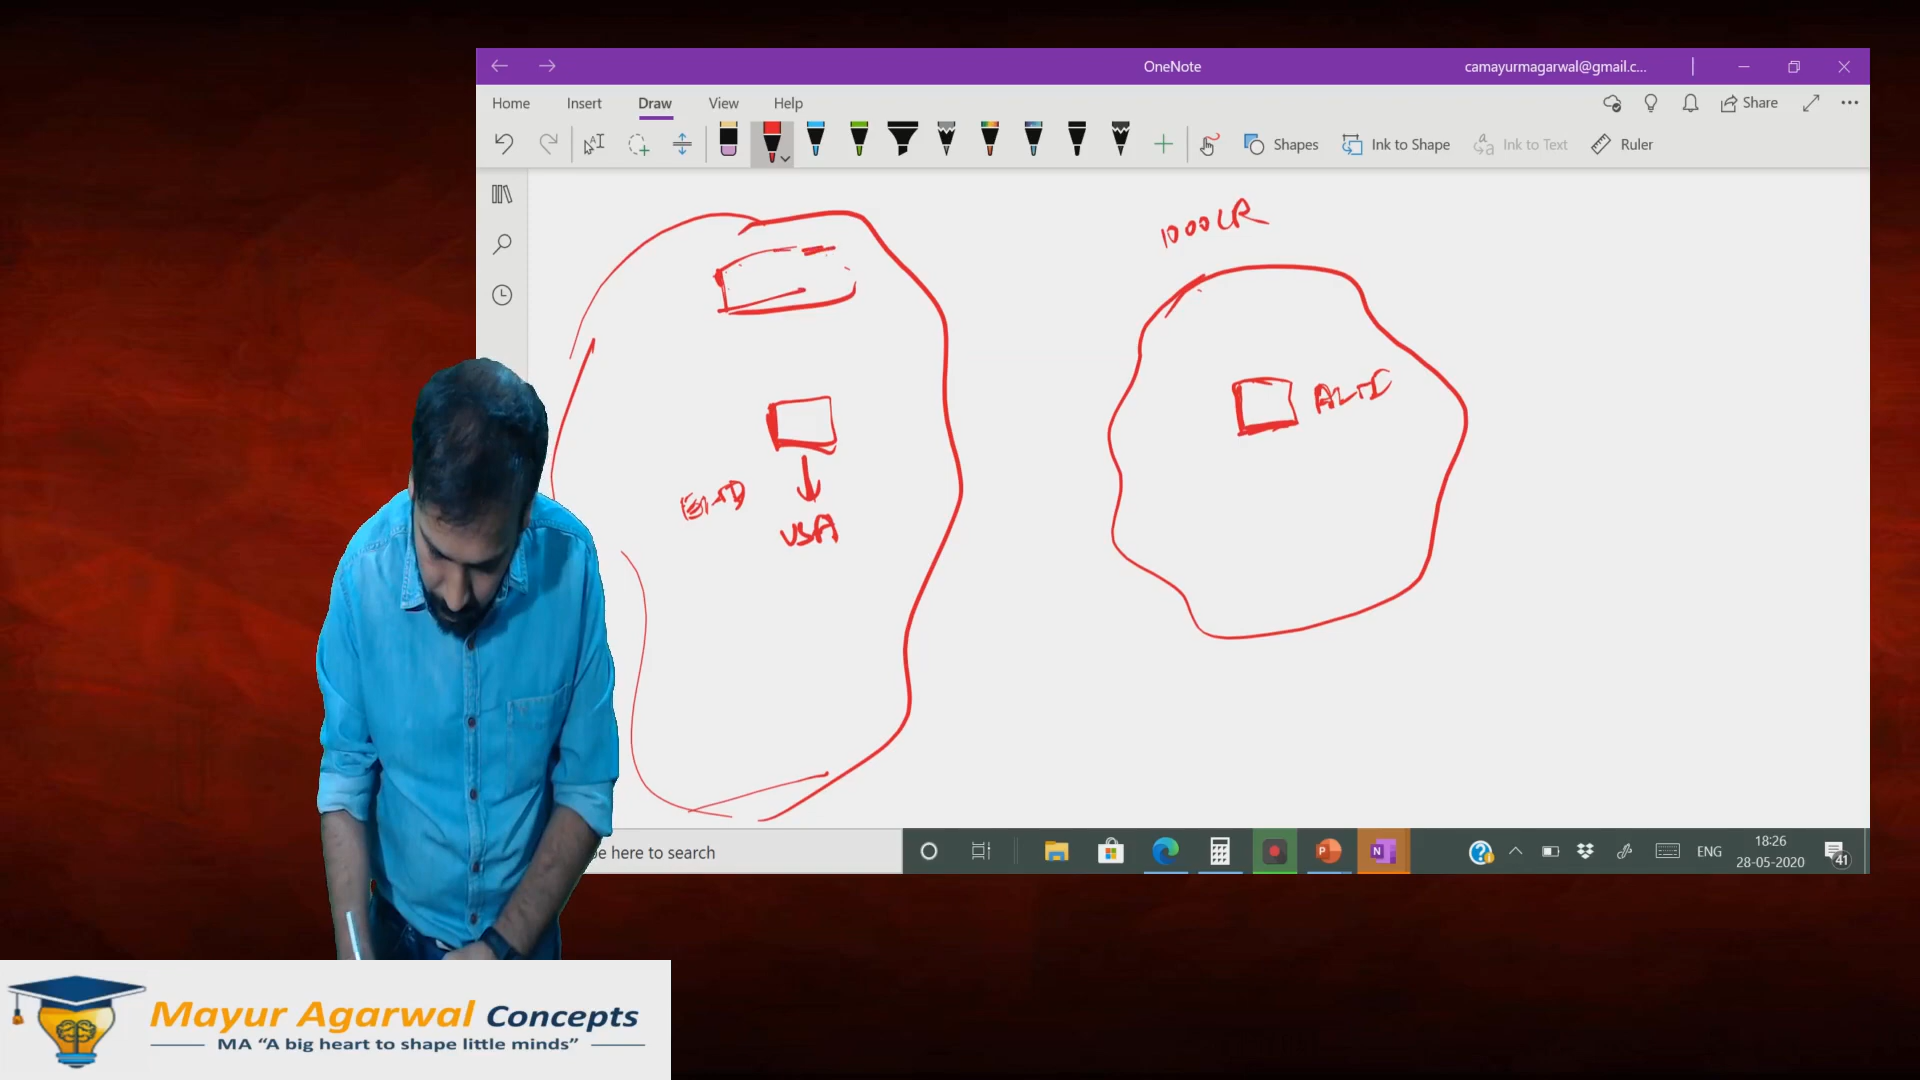 OneNote
camayurmagarwal@gmail.c...
Home Insert Draw View Help
Share
Shapes Ink to Shape Ink to Text Ruler
1000 CR
USA
e here to search
ENG
18:26
28-05-2020
41
Mayur Agarwal Concepts
MA “A big heart to shape little minds”